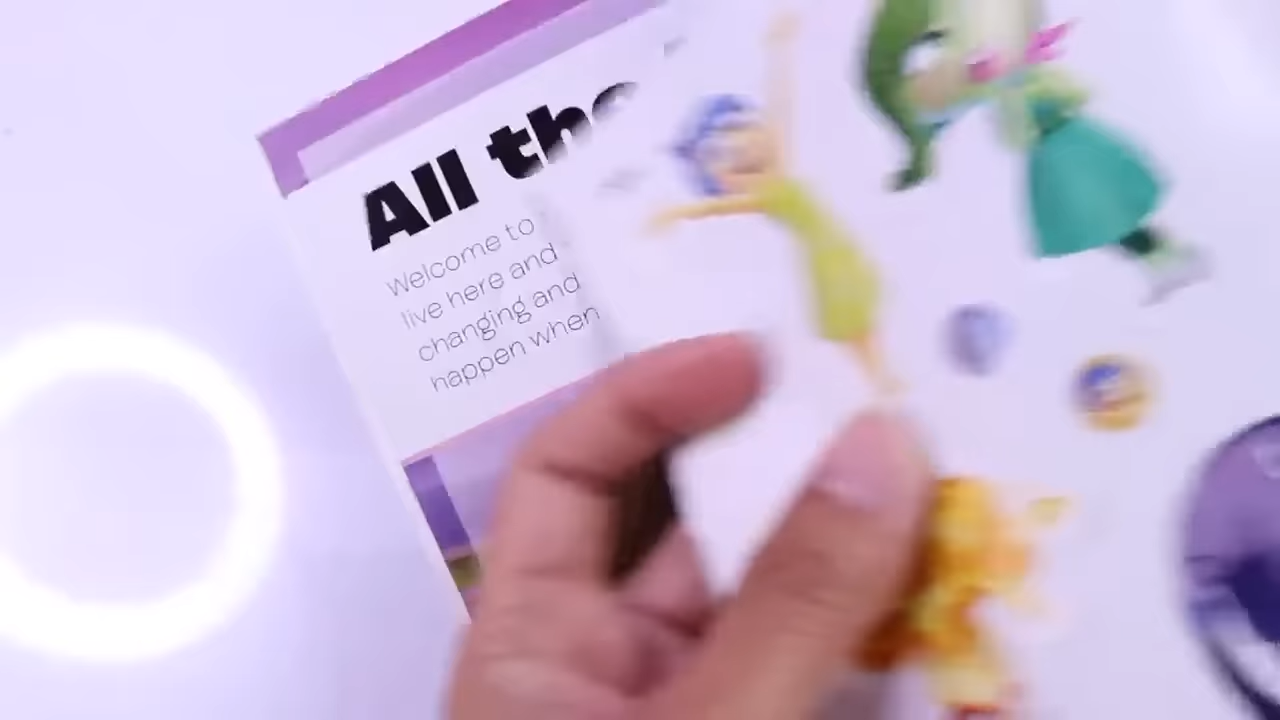 All the
Welcome to
live here and
changing and
happen when